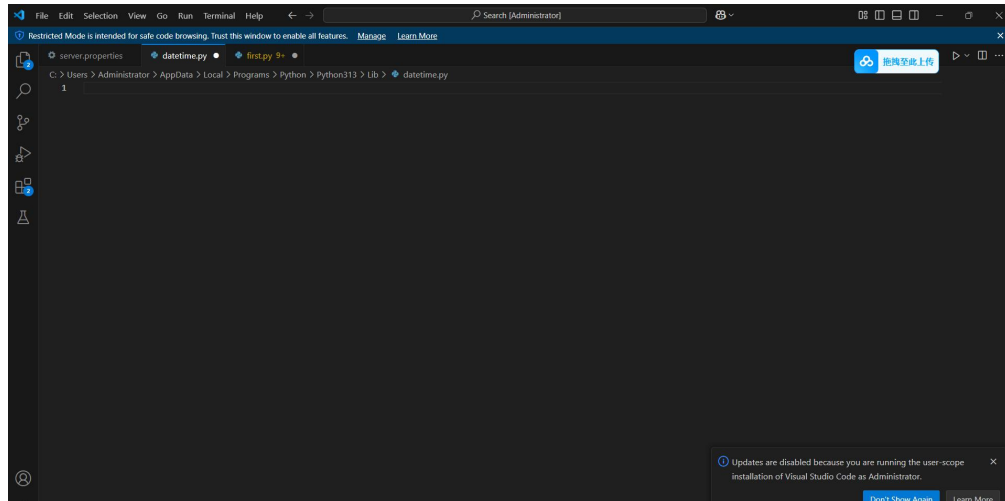 File Edit Selection View Go Run Terminal Help
Search [Administrator]
Restricted Mode is intended for safe code browsing. Trust this window to enable all features. Manage Learn More
server.properties datetime.py first.py 9+
拖拽至此上传
C: > Users > Administrator > AppData > Local > Programs > Python > Python313 > Lib > datetime.py
1
2
2
Updates are disabled because you are running the user-scope
installation of Visual Studio Code as Administrator.
Don't Show Again Learn More